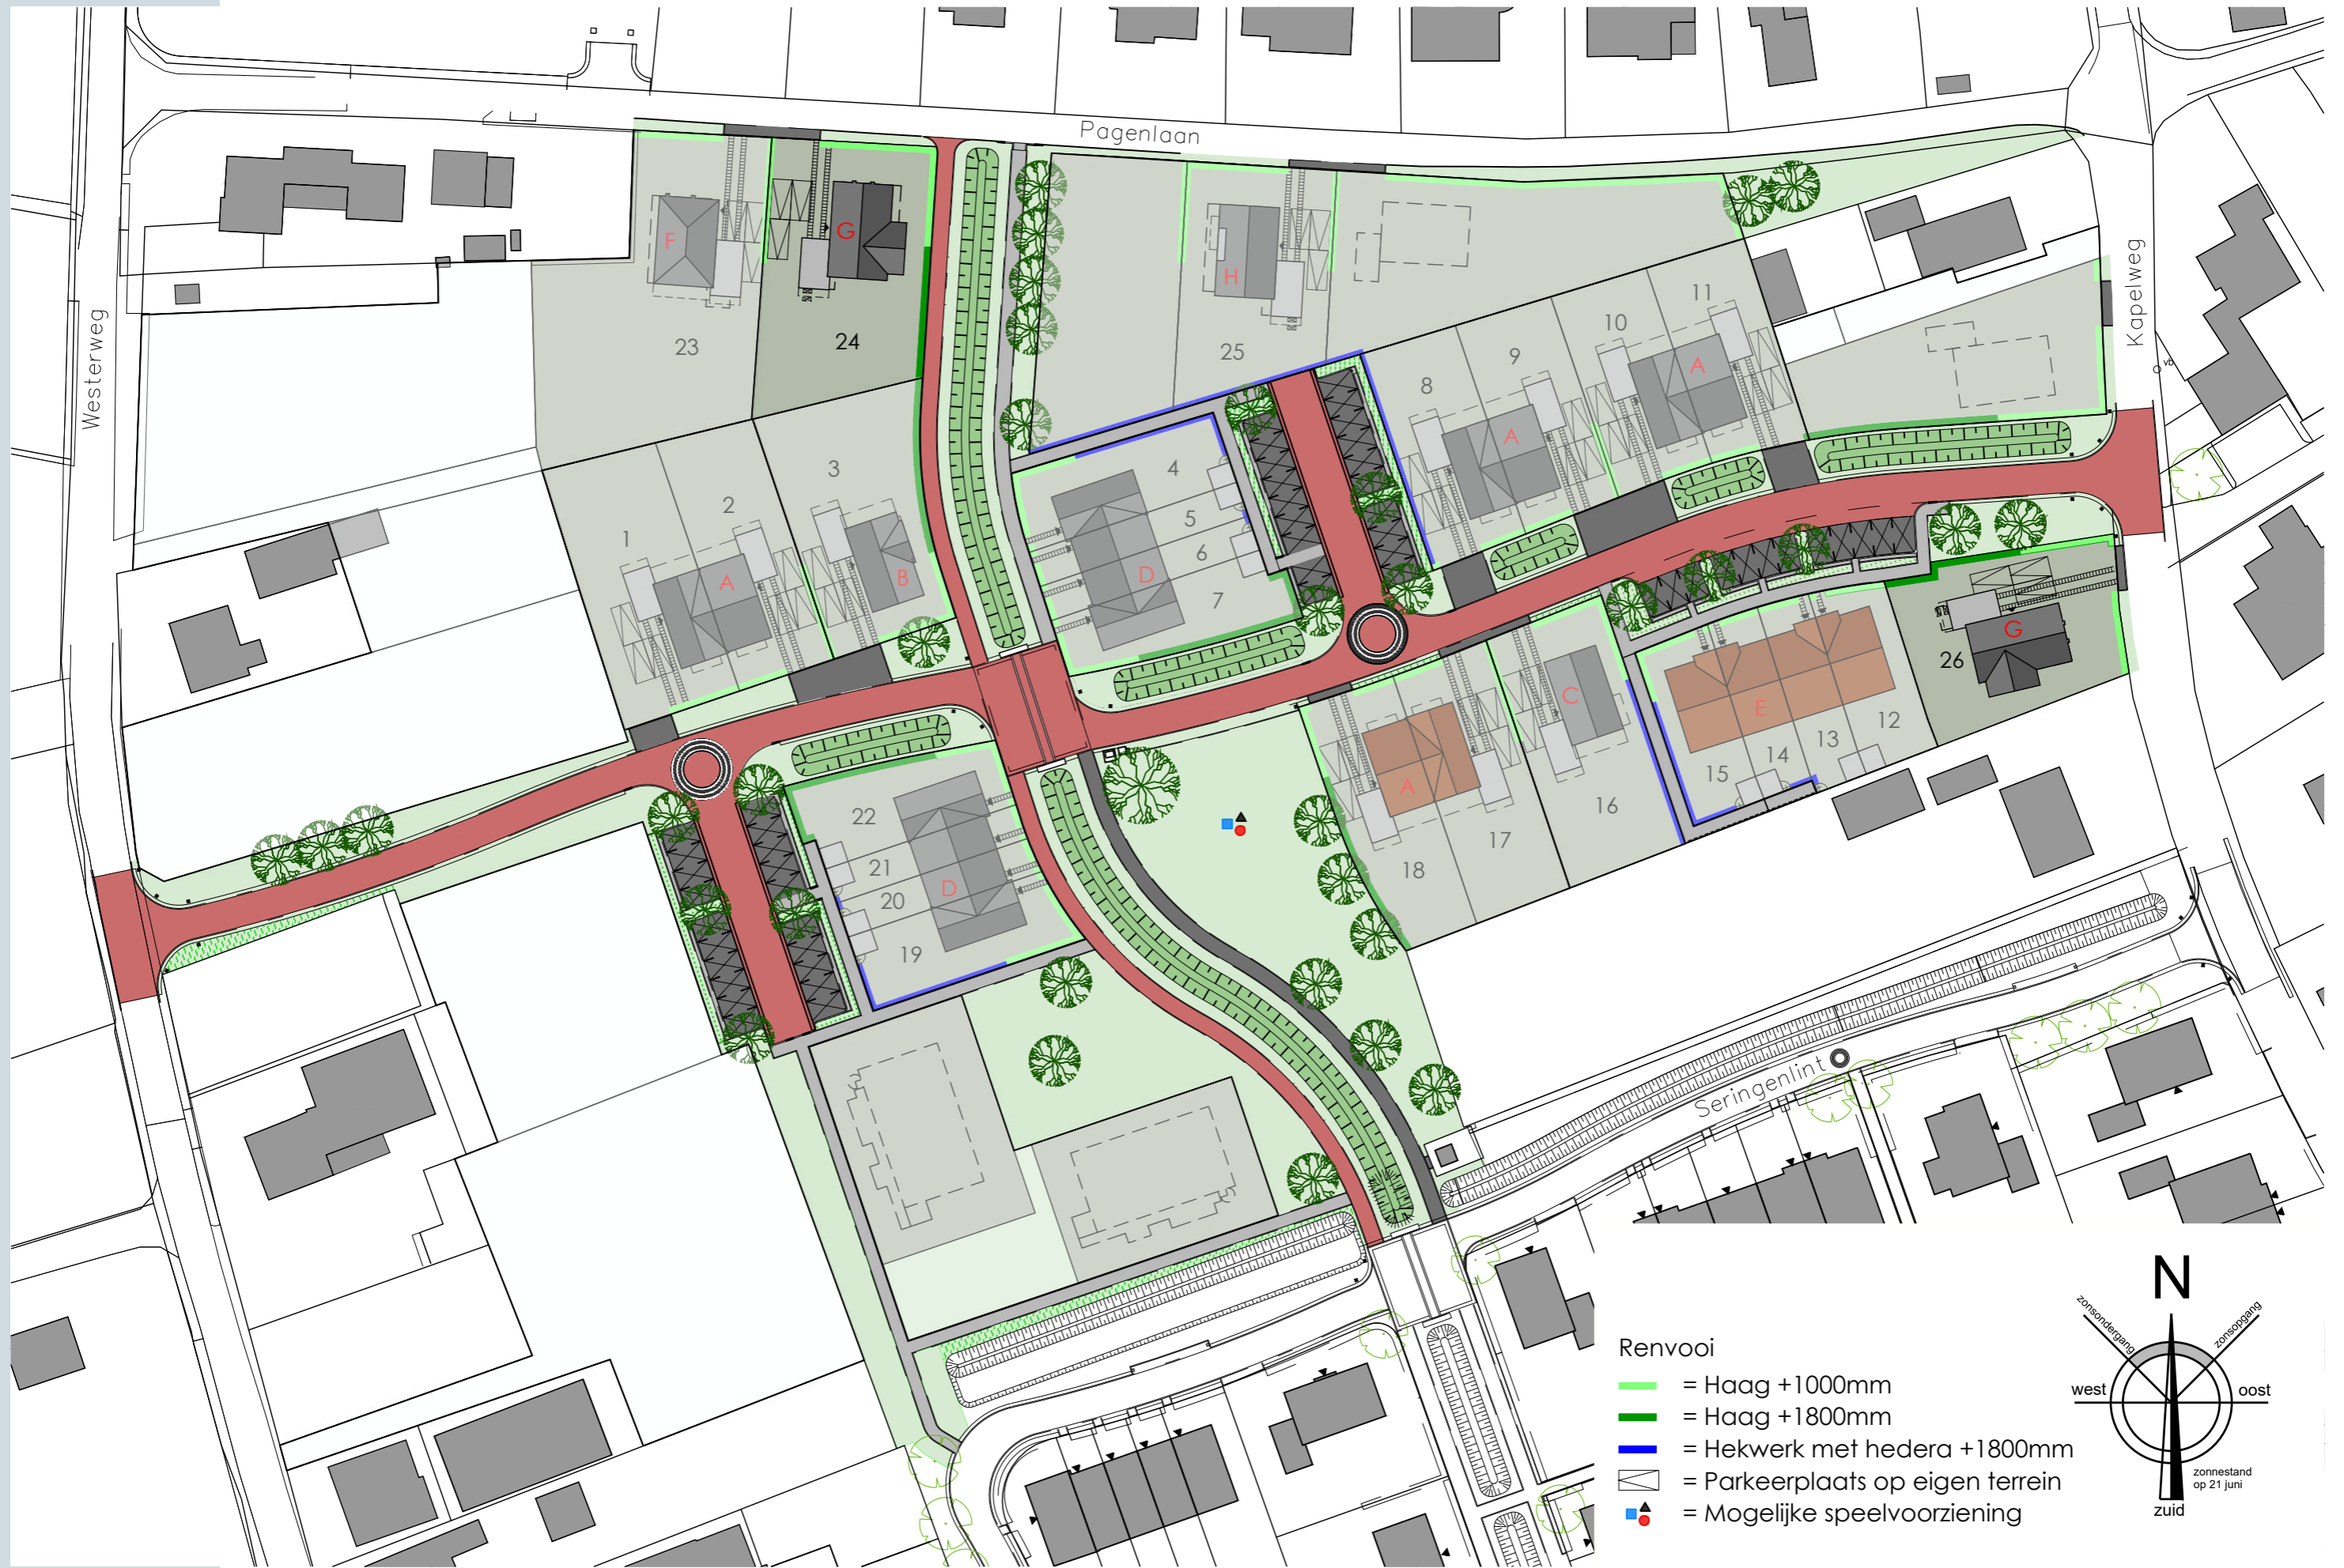 Pagenlaan
Westerweg
Kapelweg
vb
F
G
H
23
24
25
11
10
9
8
A
A
3
2
1
A
B
4
5
6
7
D
G
26
C
E
12
13
14
15
16
17
18
A
22
21
20
19
D
Seringenlint
Renvooi
= Haag +1000mm
= Haag +1800mm
= Hekwerk met hedera +1800mm
= Parkeerplaats op eigen terrein
= Mogelijke speelvoorziening
N
zonsondergang
zonsopgang
west
oost
zonnestand
op 21 juni
zuid